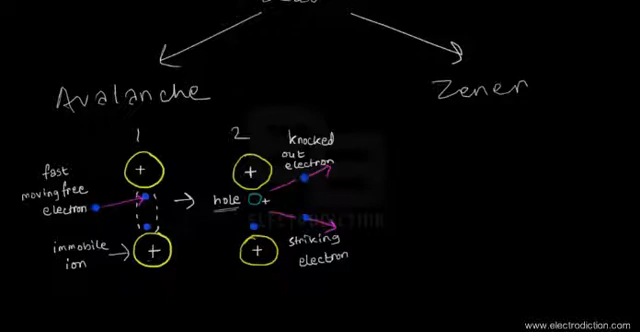 Avalanche
Zener
1
2
fast
moving free
electron
immobile
ion
+
+
hole
+
+
+
knocked
out
electron
striking
electron
ELECTRODICTION
www.electrodiction.com